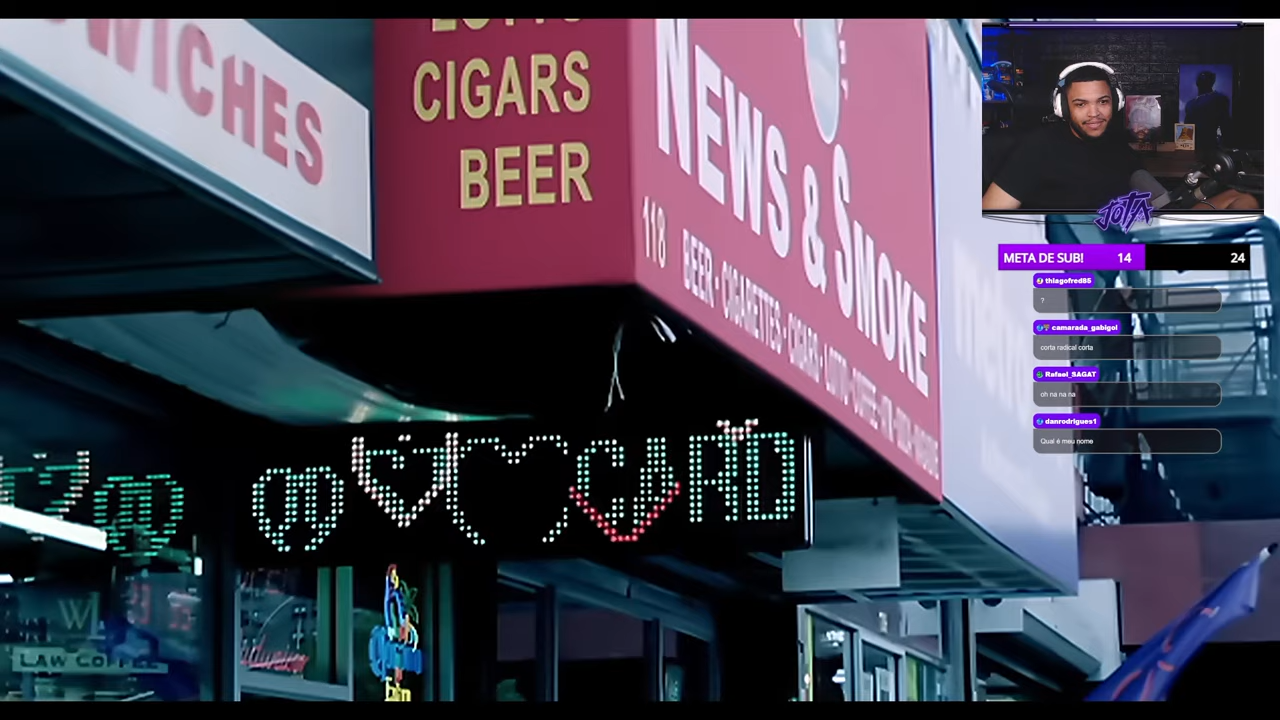 WICHES
CIGARS
BEER
NEWS & SMOKE
118
BEER · CIGARETTES · CIGARS · LOTTO · COFFEE
CARD
LAW COFFEE
JOTA
META DE SUB! 14 24
thiagofred85
?
camarada_gabigol
corta radical corta
Rafael_SAGAT
oh na na na
danrodrigues1
Qual é meu nome